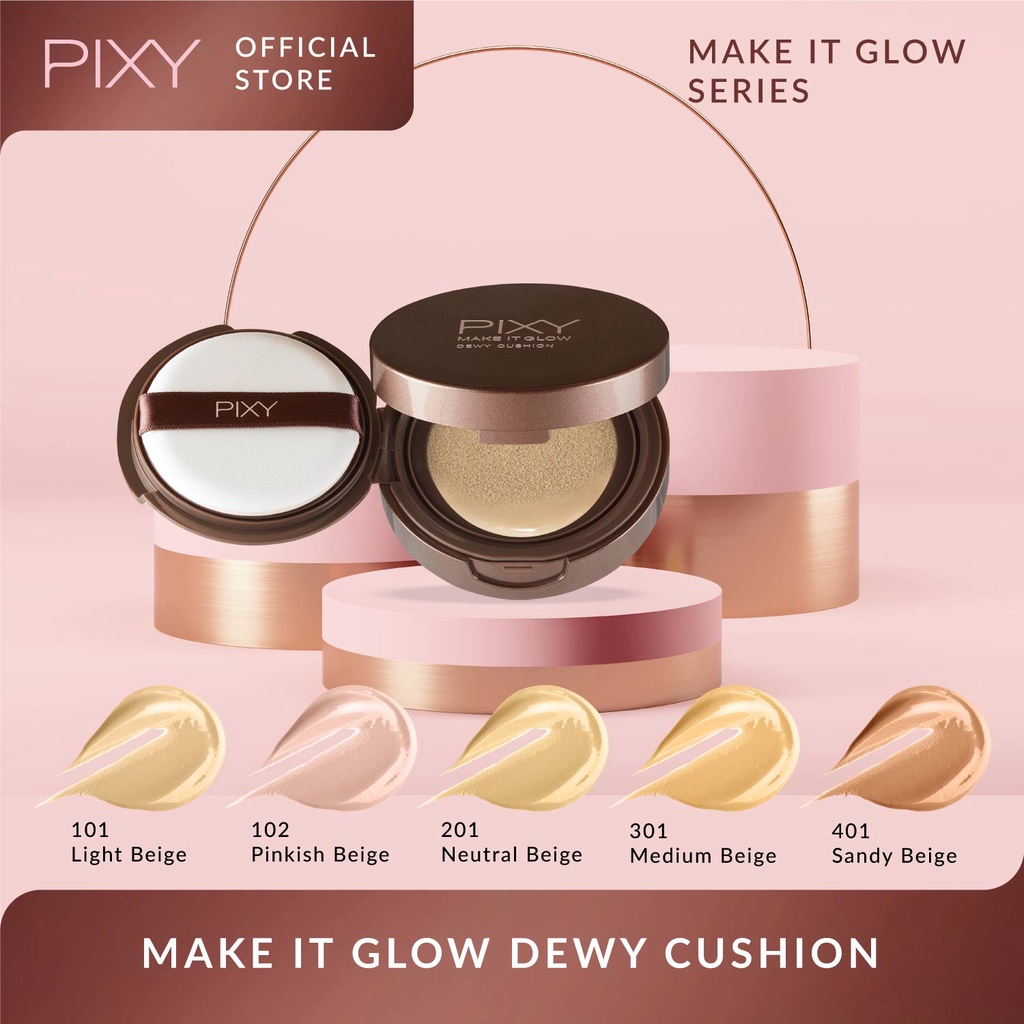 PIXY
OFFICIAL
STORE
MAKE IT GLOW
SERIES
PIXY
MAKE IT GLOW
DEWY CUSHION
PIXY
101
Light Beige
102
Pinkish Beige
201
Neutral Beige
301
Medium Beige
401
Sandy Beige
MAKE IT GLOW DEWY CUSHION